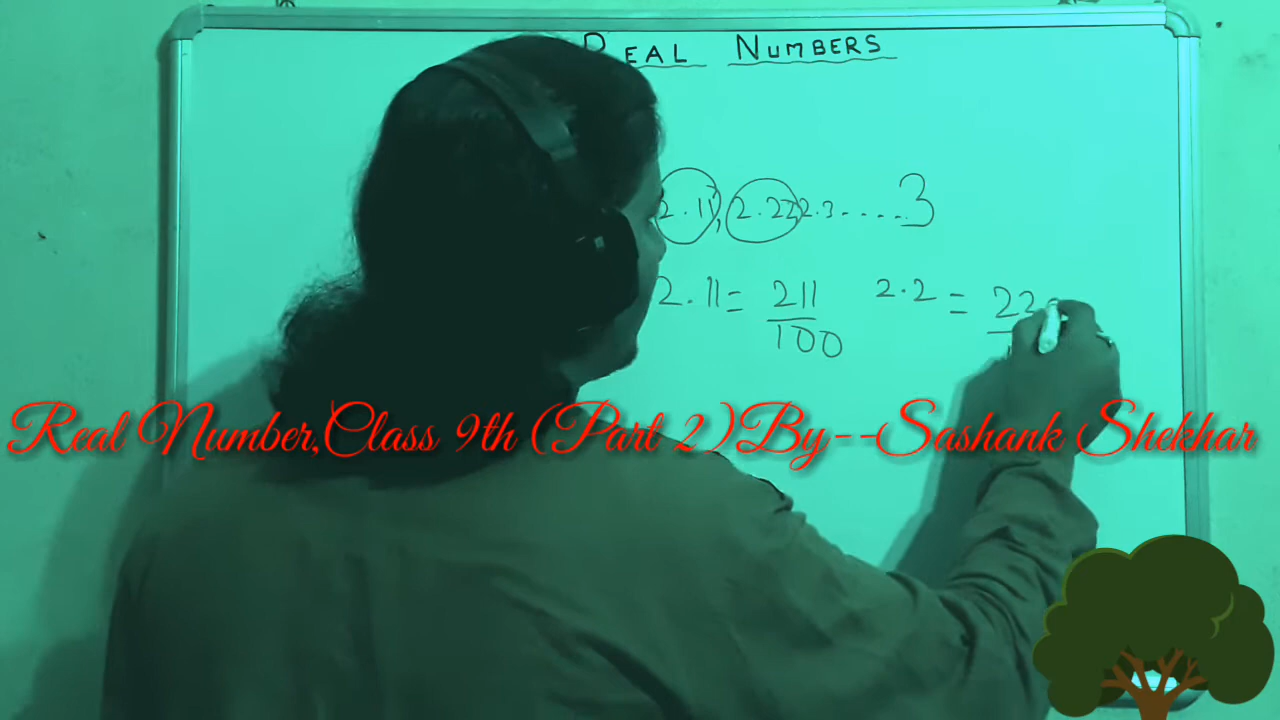 REAL NUMBERS
2.11, 2.22, 2.3.....3
2.11 = 211/100 2.2 = 22
Real Number,Class 9th (Part 2)By--Sashank Shekhar